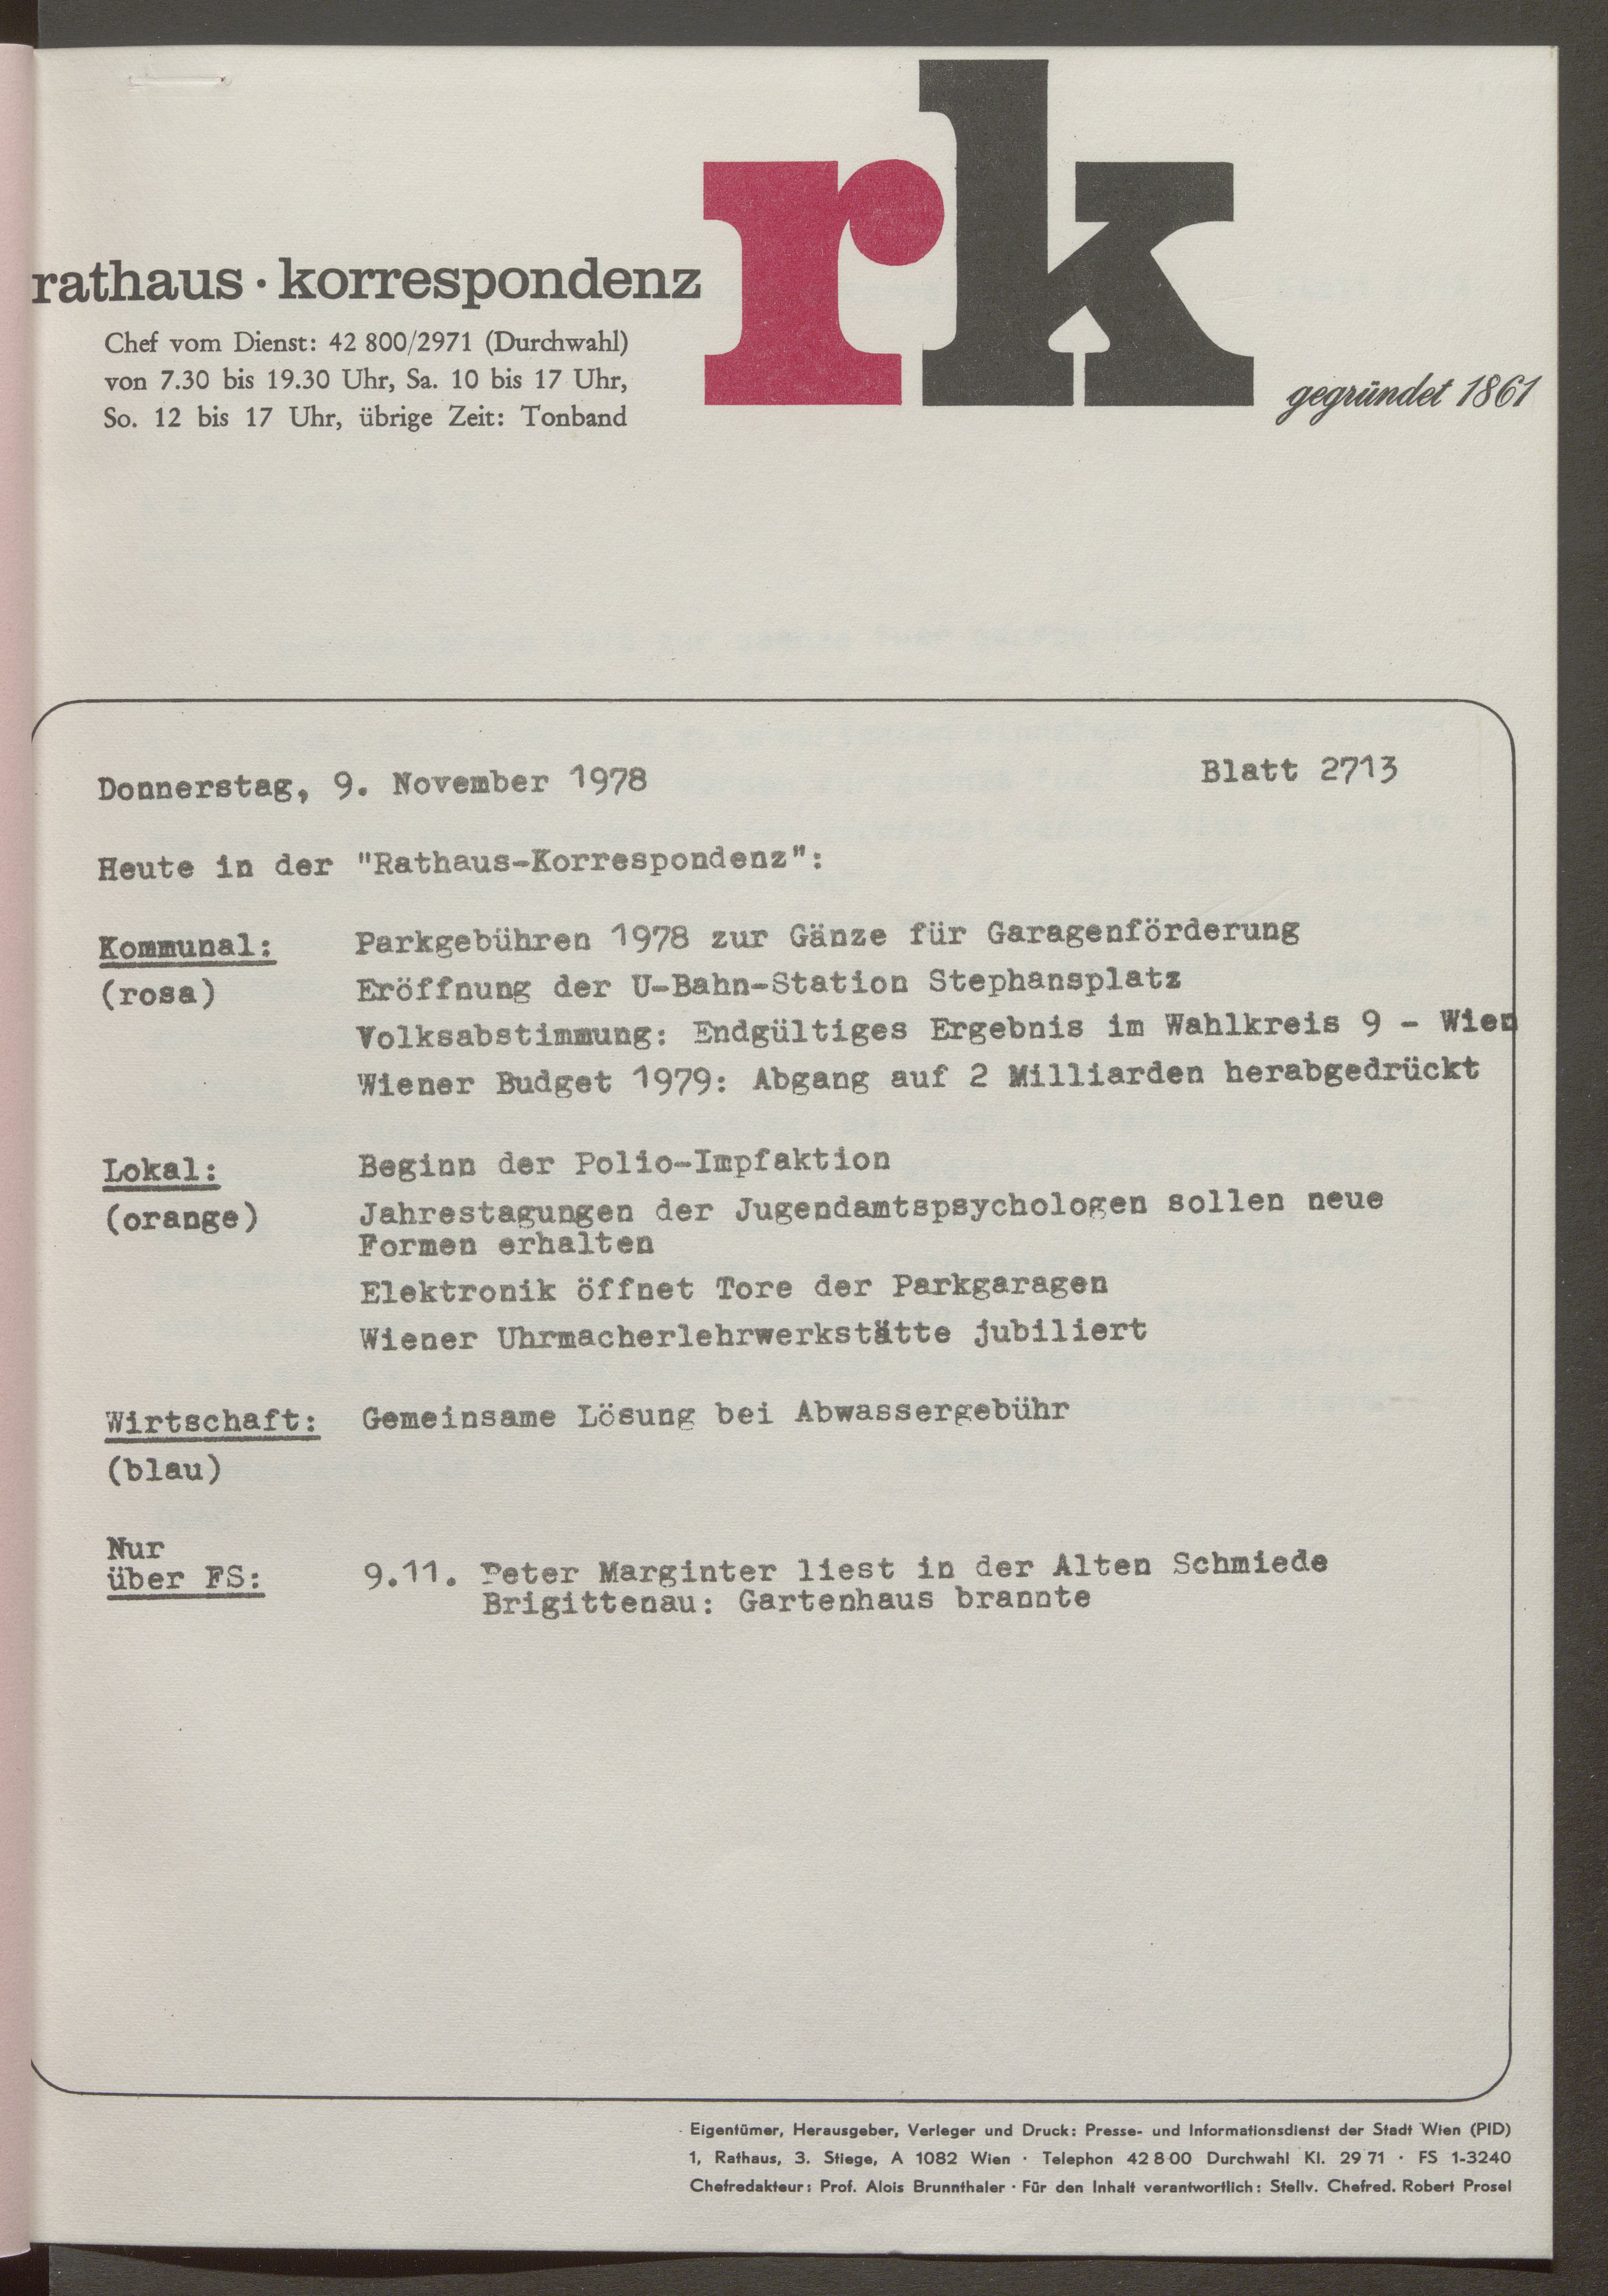 rk
rathaus · korrespondenz
Chef vom Dienst: 42 800/2971 (Durchwahl)
von 7.30 bis 19.30 Uhr, Sa. 10 bis 17 Uhr,
So. 12 bis 17 Uhr, übrige Zeit: Tonband
gegründet 1861
Donnerstag, 9. November 1978 Blatt 2713
Heute in der "Rathaus-Korrespondenz":
Kommunal: Parkgebühren 1978 zur Gänze für Garagenförderung
(rosa) Eröffnung der U-Bahn-Station Stephansplatz
Volksabstimmung: Endgültiges Ergebnis im Wahlkreis 9 - Wien
Wiener Budget 1979: Abgang auf 2 Milliarden herabgedrückt
Lokal: Beginn der Polio-Impfaktion
(orange) Jahrestagungen der Jugendamtspsychologen sollen neue
Formen erhalten
Elektronik öffnet Tore der Parkgaragen
Wiener Uhrmacherlehrwerkstätte jubiliert
Wirtschaft: Gemeinsame Lösung bei Abwassergebühr
(blau)
Nur
über FS: 9.11. Peter Marginter liest in der Alten Schmiede
Brigittenau: Gartenhaus brannte
Eigentümer, Herausgeber, Verleger und Druck: Presse- und Informationsdienst der Stadt Wien (PID)
1, Rathaus, 3. Stiege, A 1082 Wien · Telephon 42 8 00 Durchwahl Kl. 29 71 · FS 1-3240
Chefredakteur: Prof. Alois Brunnthaler · Für den Inhalt verantwortlich: Stellv. Chefred. Robert Prosel